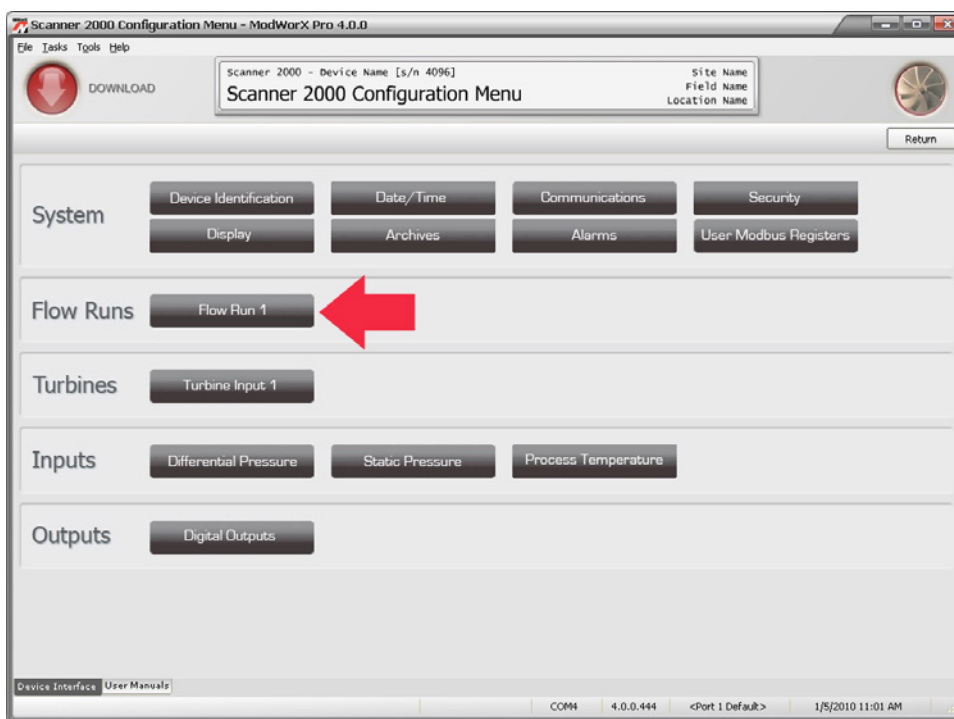 Scanner 2000 Configuration Menu - ModWorX Pro 4.0.0
File Tasks Tools Help
DOWNLOAD
Scanner 2000 - Device Name [s/n 4096]
Scanner 2000 Configuration Menu
Site Name
Field Name
Location Name
Return
System
Device Identification
Date/Time
Communications
Security
Display
Archives
Alarms
User Modbus Registers
Flow Runs
Flow Run 1
Turbines
Turbine Input 1
Inputs
Differential Pressure
Static Pressure
Process Temperature
Outputs
Digital Outputs
Device Interface User Manuals
COM4 4.0.0.444 <Port 1 Default> 1/5/2010 11:01 AM